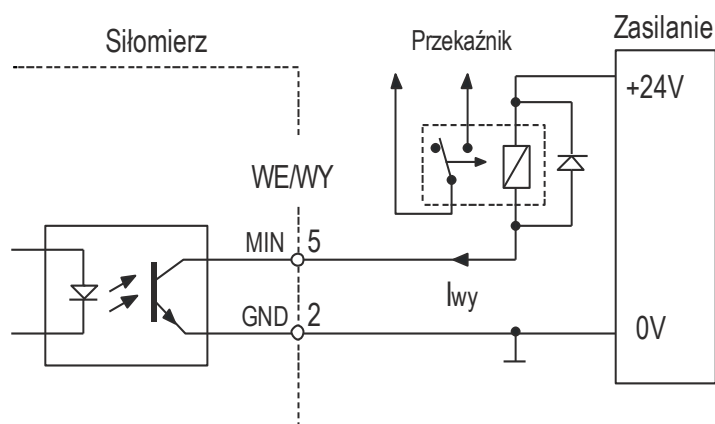 Siłomierz
Przekaźnik
Zasilanie
+24V
WE/WY
MIN 5
Iwy
GND 2
0V